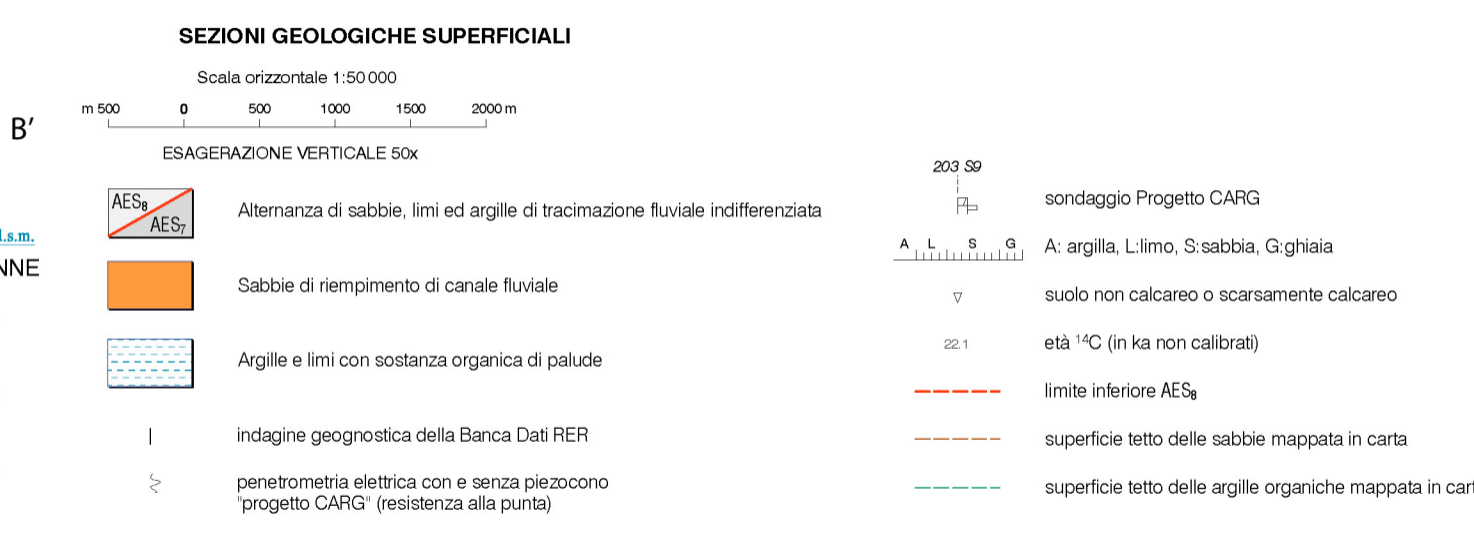 SEZIONI GEOLOGICHE SUPERFICIALI
Scala orizzontale 1:50 000
m 500 0 500 1000 1500 2000 m
B′
ESAGERAZIONE VERTICALE 50x
AES8
AES7
Alternanza di sabbie, limi ed argille di tracimazione fluviale indifferenziata
l.s.m.
NNE
Sabbie di riempimento di canale fluviale
Argille e limi con sostanza organica di palude
indagine geognostica della Banca Dati RER
penetrometria elettrica con e senza piezocono
"progetto CARG" (resistenza alla punta)
203 S9
sondaggio Progetto CARG
A L S G
A: argilla, L:limo, S:sabbia, G:ghiaia
suolo non calcareo o scarsamente calcareo
22.1
età ¹⁴C (in ka non calibrati)
limite inferiore AES8
superficie tetto delle sabbie mappata in carta
superficie tetto delle argille organiche mappata in cart